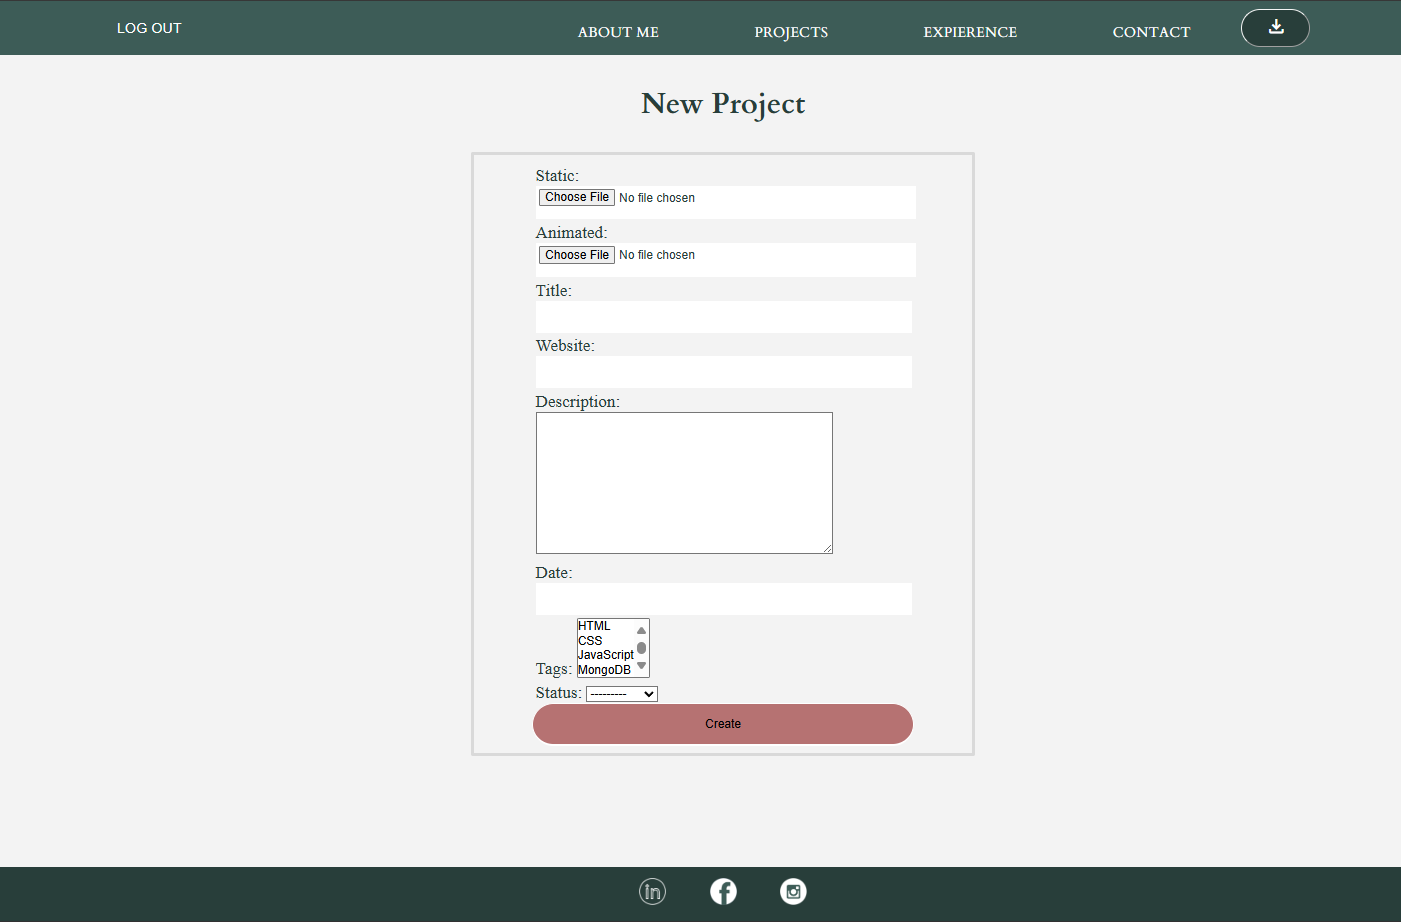 LOG OUT
ABOUT ME
PROJECTS
EXPIERENCE
CONTACT
New Project
Static:
Choose File No file chosen
Animated:
Choose File No file chosen
Title:
Website:
Description:
Date:
HTML
CSS
JavaScript
MongoDB
Tags:
Status: ---------
Create
in
f